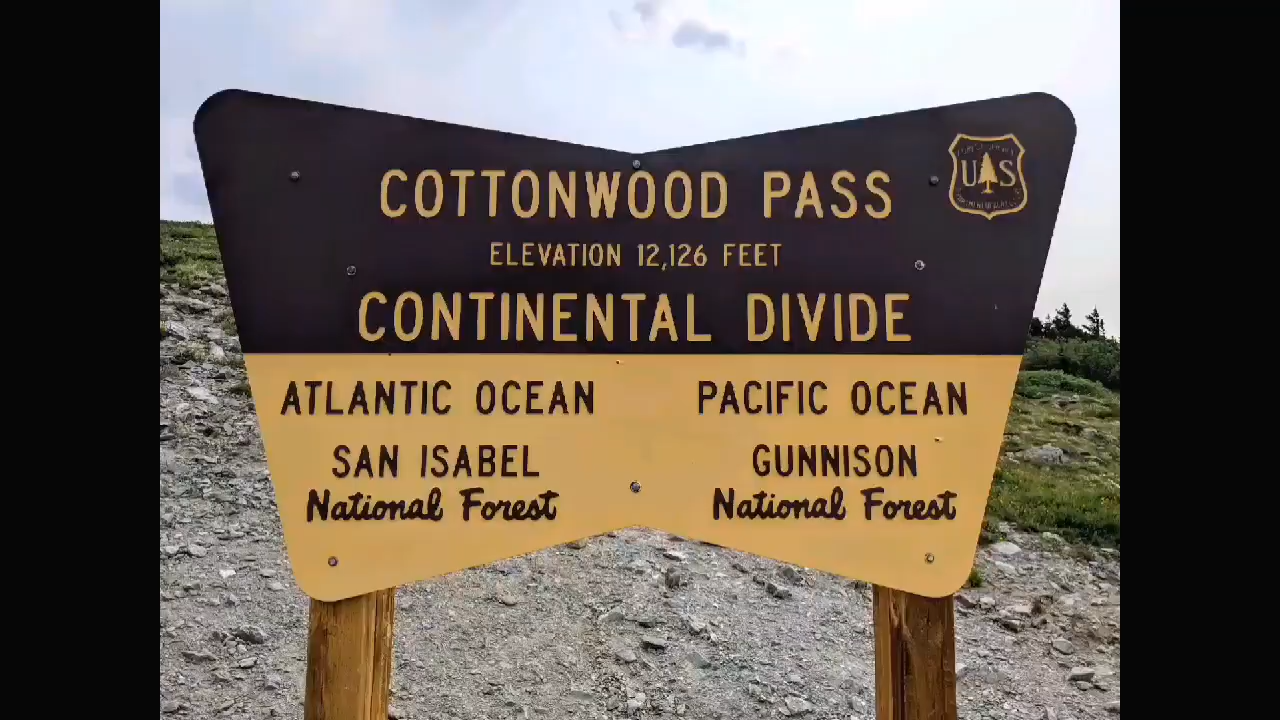 COTTONWOOD PASS
US
ELEVATION 12,126 FEET
CONTINENTAL DIVIDE
ATLANTIC OCEAN
PACIFIC OCEAN
SAN ISABEL
National Forest
GUNNISON
National Forest